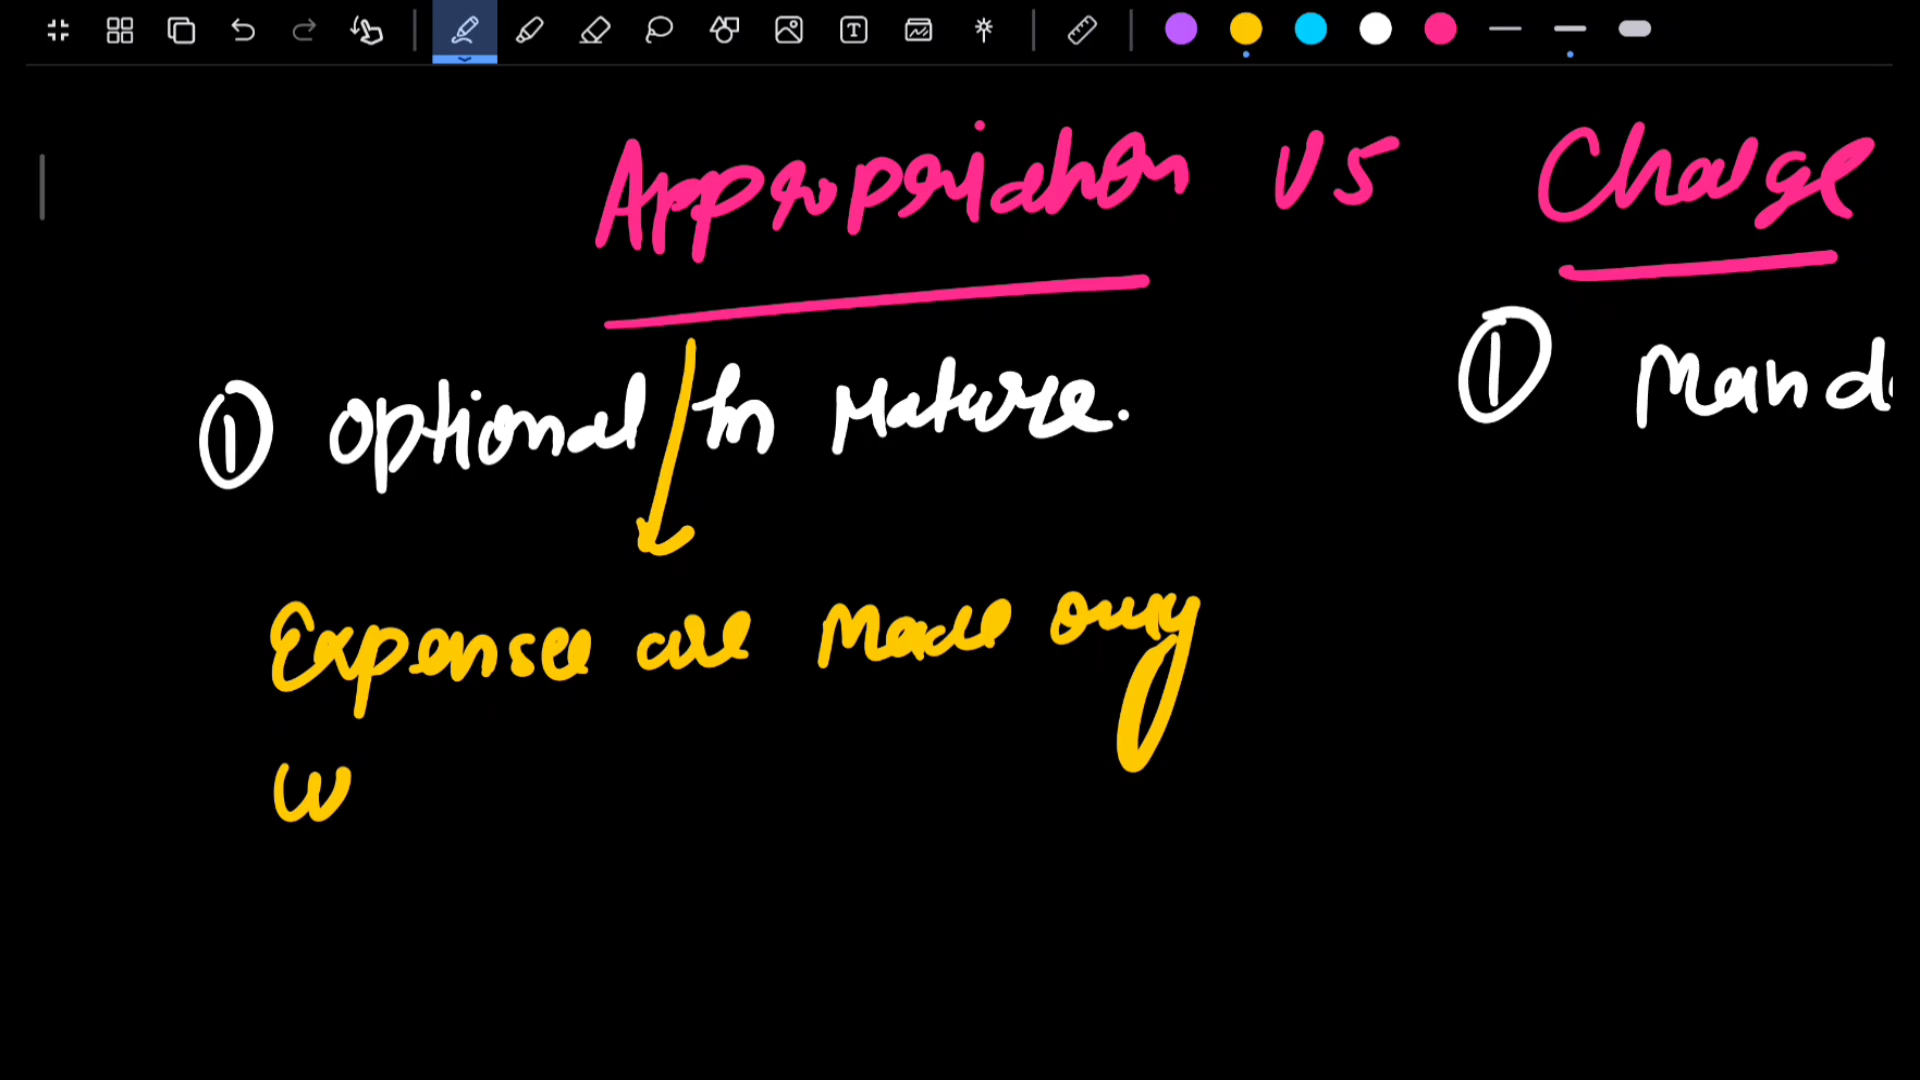 Appropriation VS Charge
① optional In Nature.
① Mand
Expenses are Made only
w